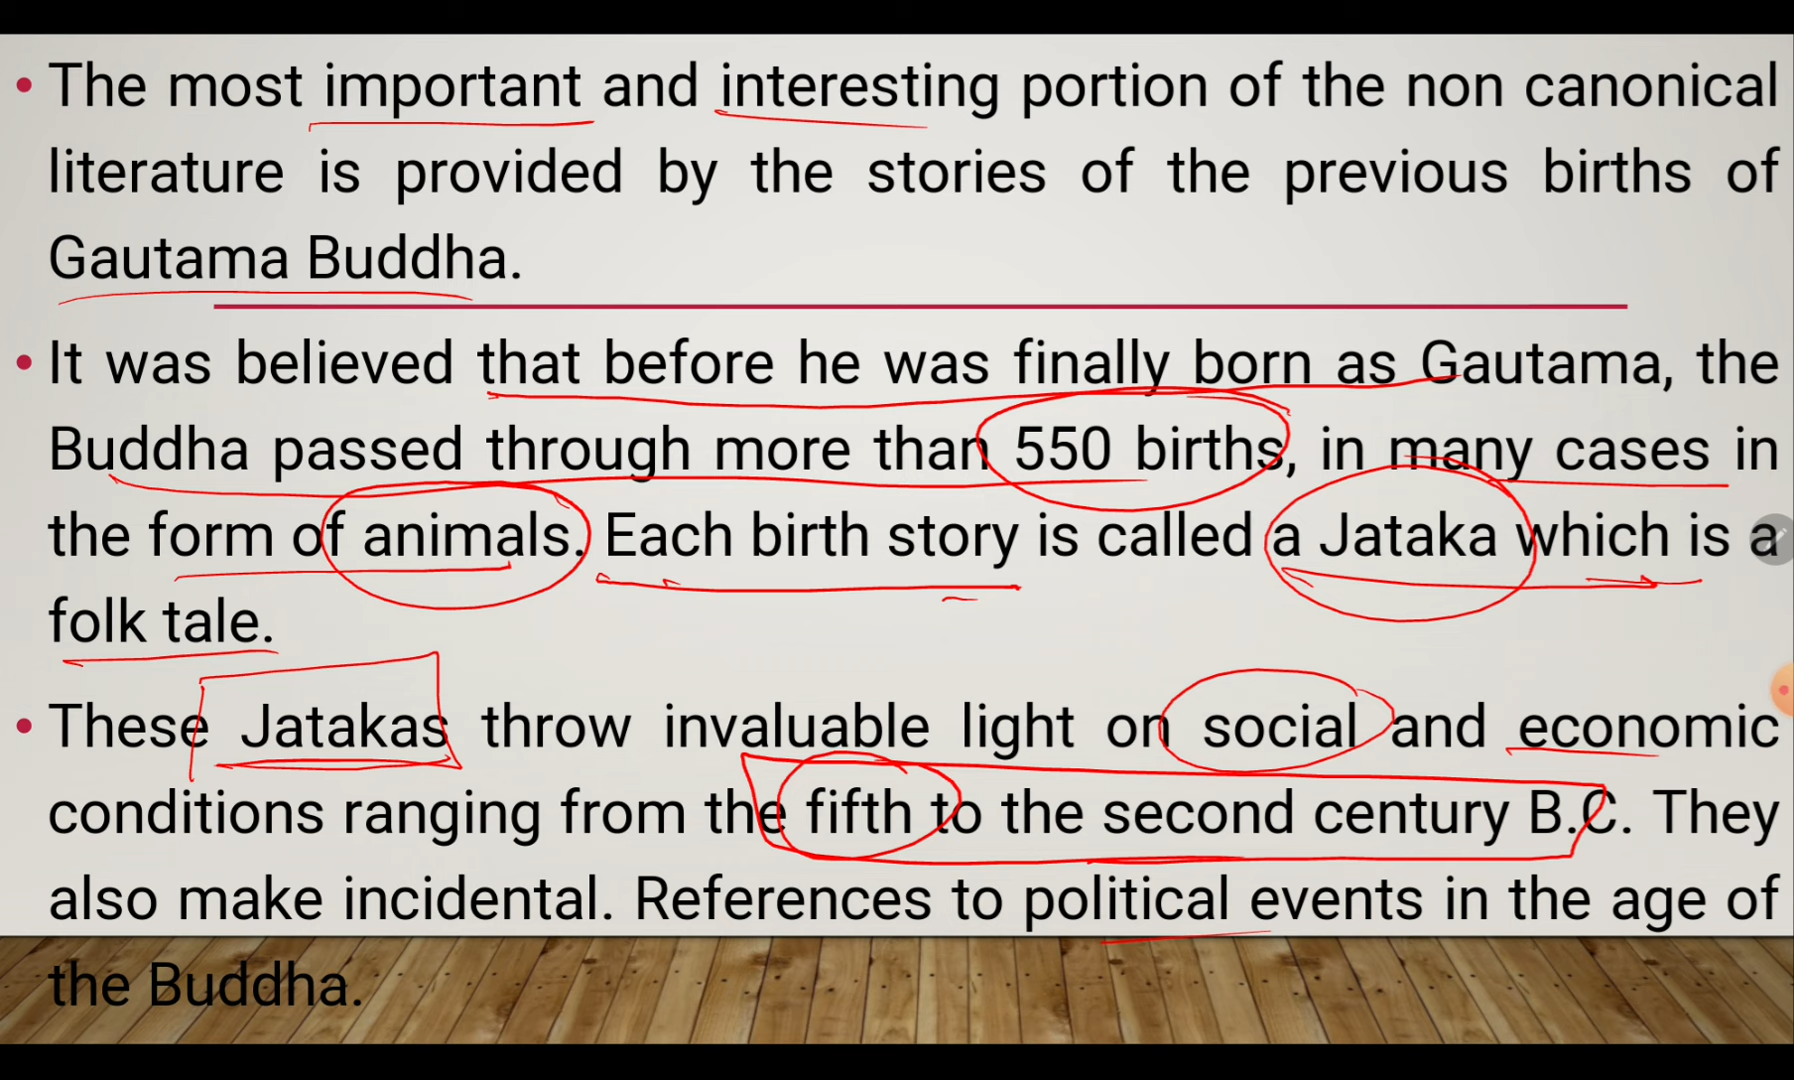 • The most important and interesting portion of the non canonical
literature is provided by the stories of the previous births of
Gautama Buddha.
• It was believed that before he was finally born as Gautama, the
Buddha passed through more than 550 births, in many cases in
the form of animals. Each birth story is called a Jataka which is a
folk tale.
• These Jatakas throw invaluable light on social and economic
conditions ranging from the fifth to the second century B.C. They
also make incidental. References to political events in the age of
the Buddha.